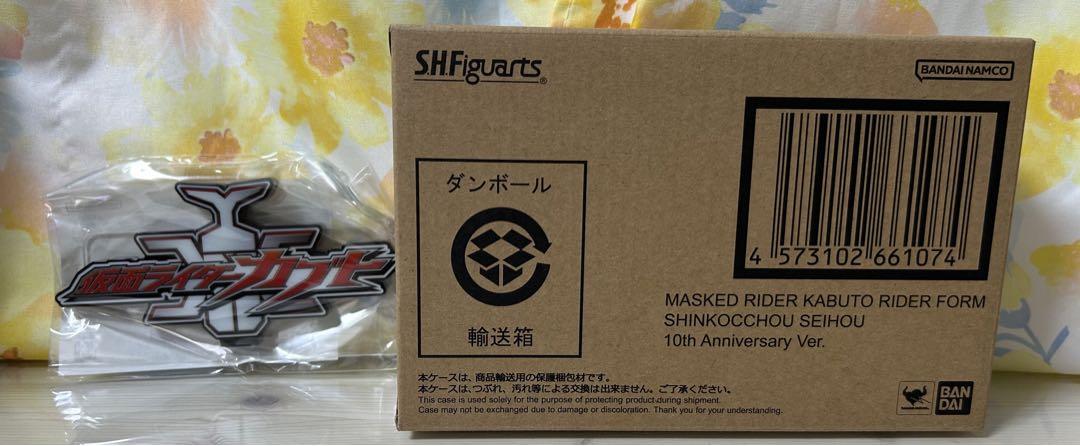 仮面ライダーカブト
S.H.Figuarts®
BANDAI NAMCO
ダンボール
輸送箱
4 573102 661074
MASKED RIDER KABUTO RIDER FORM
SHINKOCCHOU SEIHOU
10th Anniversary Ver.
本ケースは、商品輸送用の保護梱包材です。
本ケースは、つぶれ、汚れ等による交換は出来ません。ご了承ください。
This case is used solely for the purpose of protecting product during shipment.
Case may not be exchanged due to damage or discoloration. Thank you for your understanding.
BAN
DAI